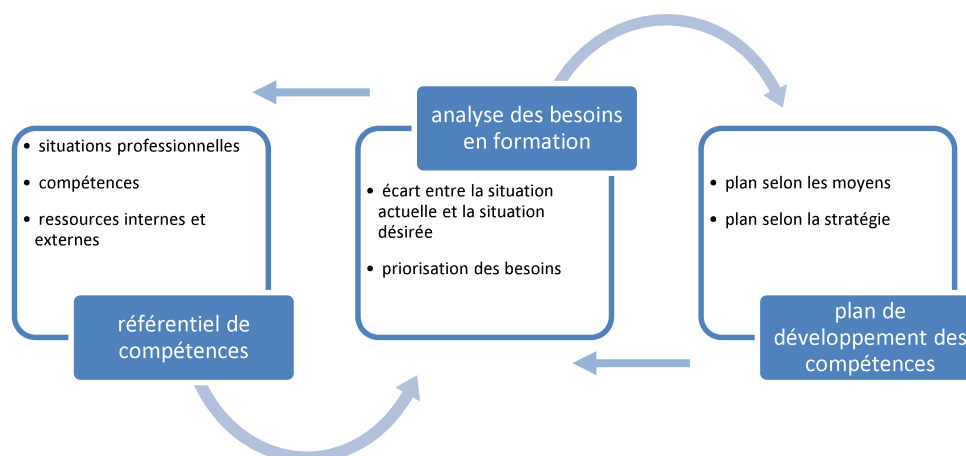 • situations professionnelles
• compétences
• ressources internes et
externes
référentiel de
compétences
analyse des besoins
en formation
• écart entre la situation
actuelle et la situation
désirée
• priorisation des besoins
• plan selon les moyens
• plan selon la stratégie
plan de
développement des
compétences